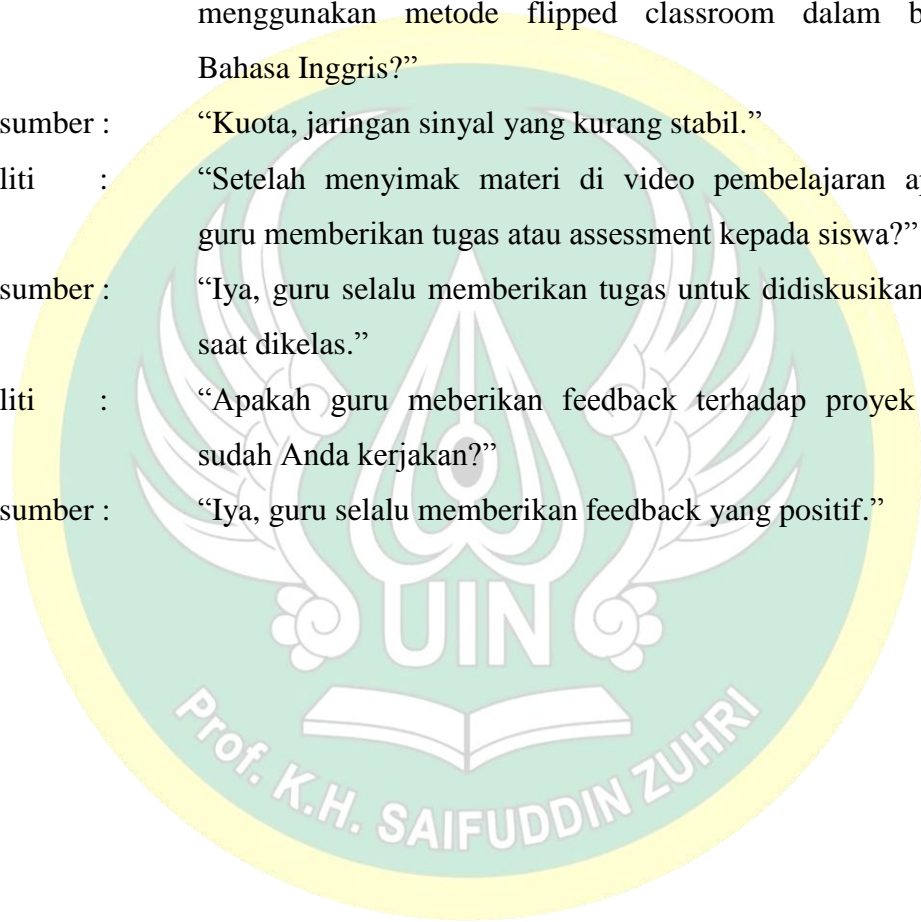 menggunakan metode flipped classroom dalam b
Bahasa Inggris?”
sumber : “Kuota, jaringan sinyal yang kurang stabil.”
liti : “Setelah menyimak materi di video pembelajaran a
guru memberikan tugas atau assessment kepada siswa?”
sumber : “Iya, guru selalu memberikan tugas untuk didiskusikan
saat dikelas.”
liti : “Apakah guru meberikan feedback terhadap proyek
sudah Anda kerjakan?”
sumber : “Iya, guru selalu memberikan feedback yang positif.”
UIN
Prof. K.H. SAIFUDDIN ZUHRI